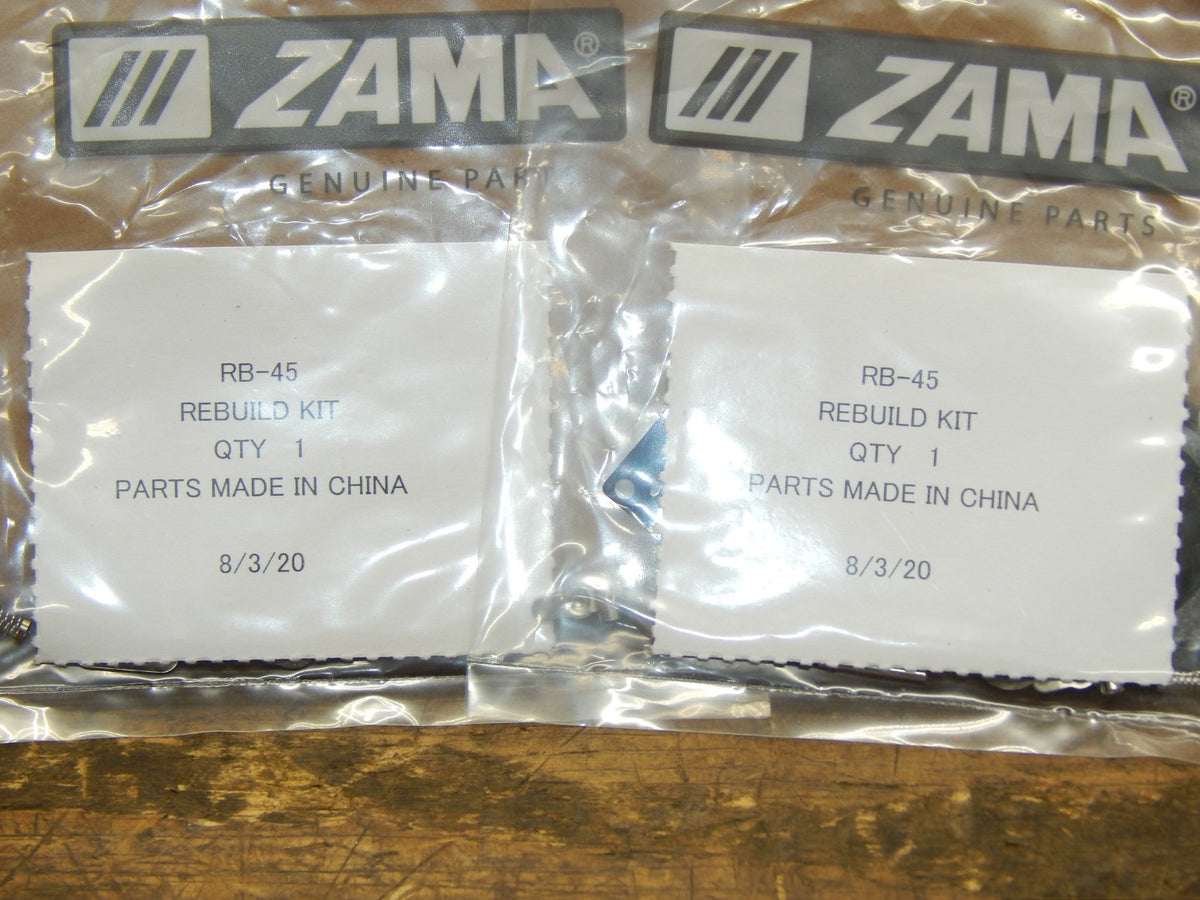 ZAMA®
GENUINE PART
RB-45
REBUILD KIT
QTY 1
PARTS MADE IN CHINA
8/3/20
ZAMA®
GENUINE PARTS
RB-45
REBUILD KIT
QTY 1
PARTS MADE IN CHINA
8/3/20